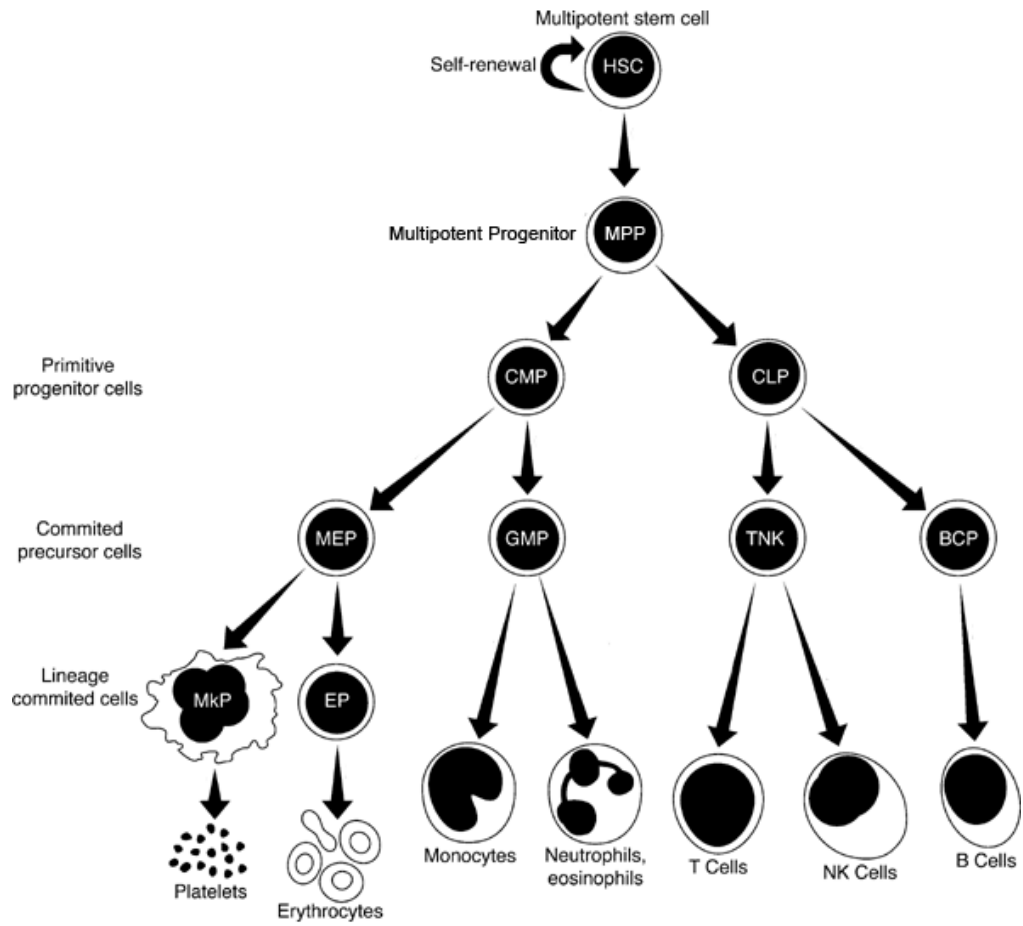 Multipotent stem cell
Self-renewal
HSC
Multipotent Progenitor
MPP
Primitive
progenitor cells
CMP
CLP
Commited
precursor cells
MEP
GMP
TNK
BCP
Lineage
commited cells
MkP
EP
Monocytes
Neutrophils,
eosinophils
T Cells
NK Cells
B Cells
Platelets
Erythrocytes